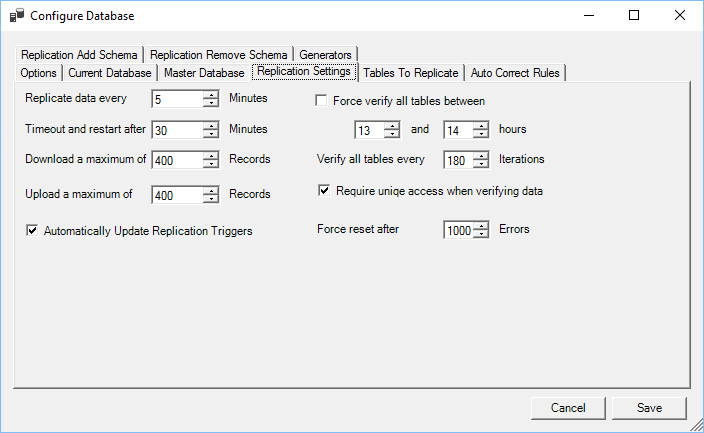 Configure Database
Replication Add Schema Replication Remove Schema Generators
Options Current Database Master Database Replication Settings Tables To Replicate Auto Correct Rules
Replicate data every 5 Minutes
Force verify all tables between
Timeout and restart after 30 Minutes
13 and 14 hours
Download a maximum of 400 Records
Verify all tables every 180 Iterations
Upload a maximum of 400 Records
Require uniqe access when verifying data
Automatically Update Replication Triggers
Force reset after 1000 Errors
Cancel Save